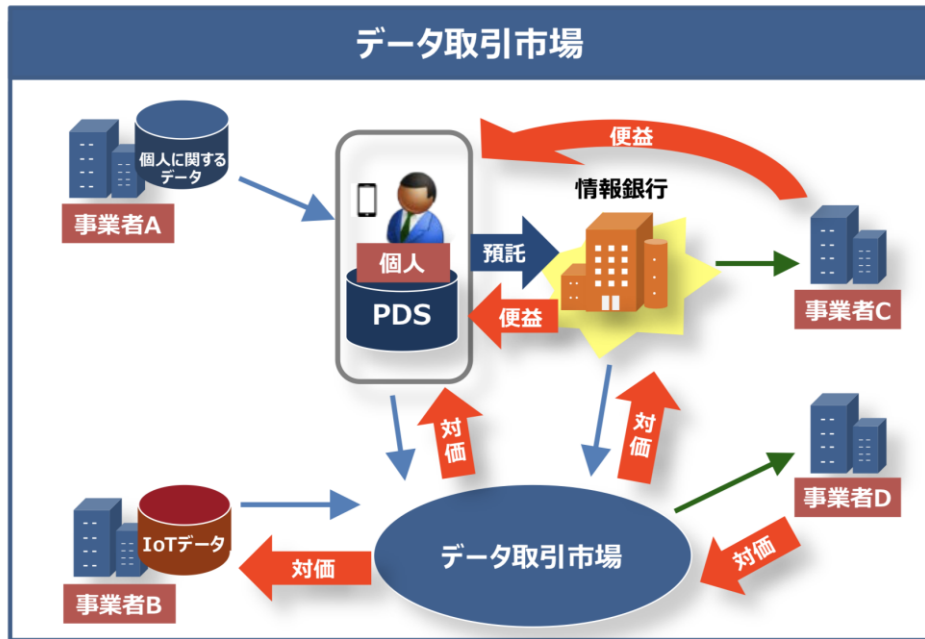 データ取引市場
個人に関する
データ
事業者A
便益
情報銀行
個人
PDS
預託
便益
事業者C
対
価
対
価
事業者D
IoTデータ
事業者B
対価
データ取引市場
対価